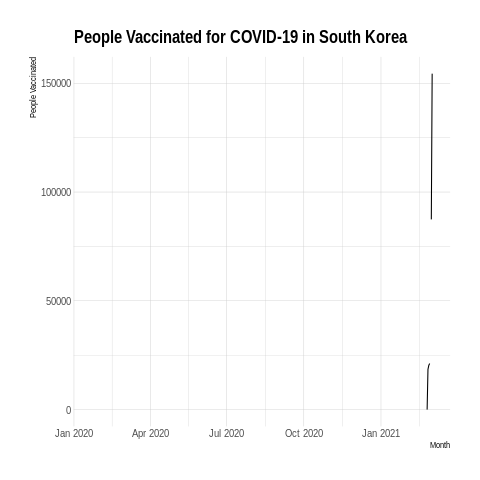 People Vaccinated for COVID-19 in South Korea
People Vaccinated
150000
100000
50000
0
Jan 2020 Apr 2020 Jul 2020 Oct 2020 Jan 2021
Month